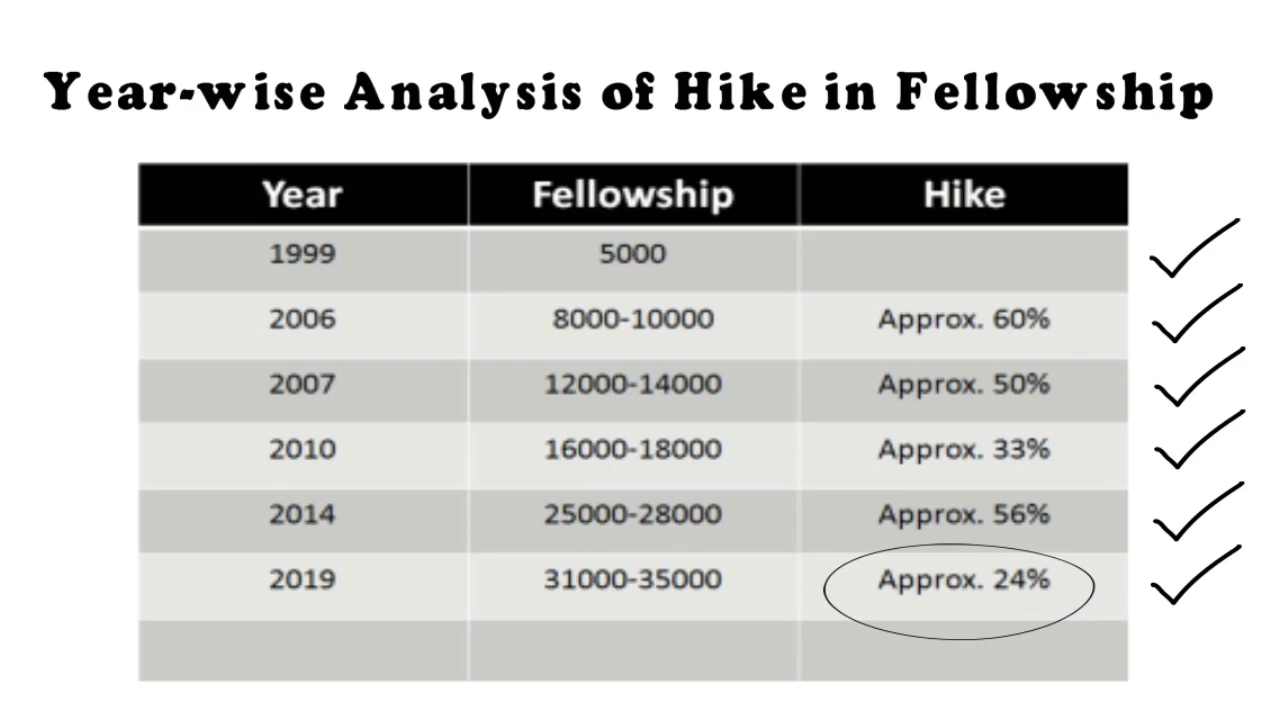 Year-wise Analysis of Hike in Fellowship
Year Fellowship Hike
1999 5000
2006 8000-10000 Approx. 60%
2007 12000-14000 Approx. 50%
2010 16000-18000 Approx. 33%
2014 25000-28000 Approx. 56%
2019 31000-35000 Approx. 24%